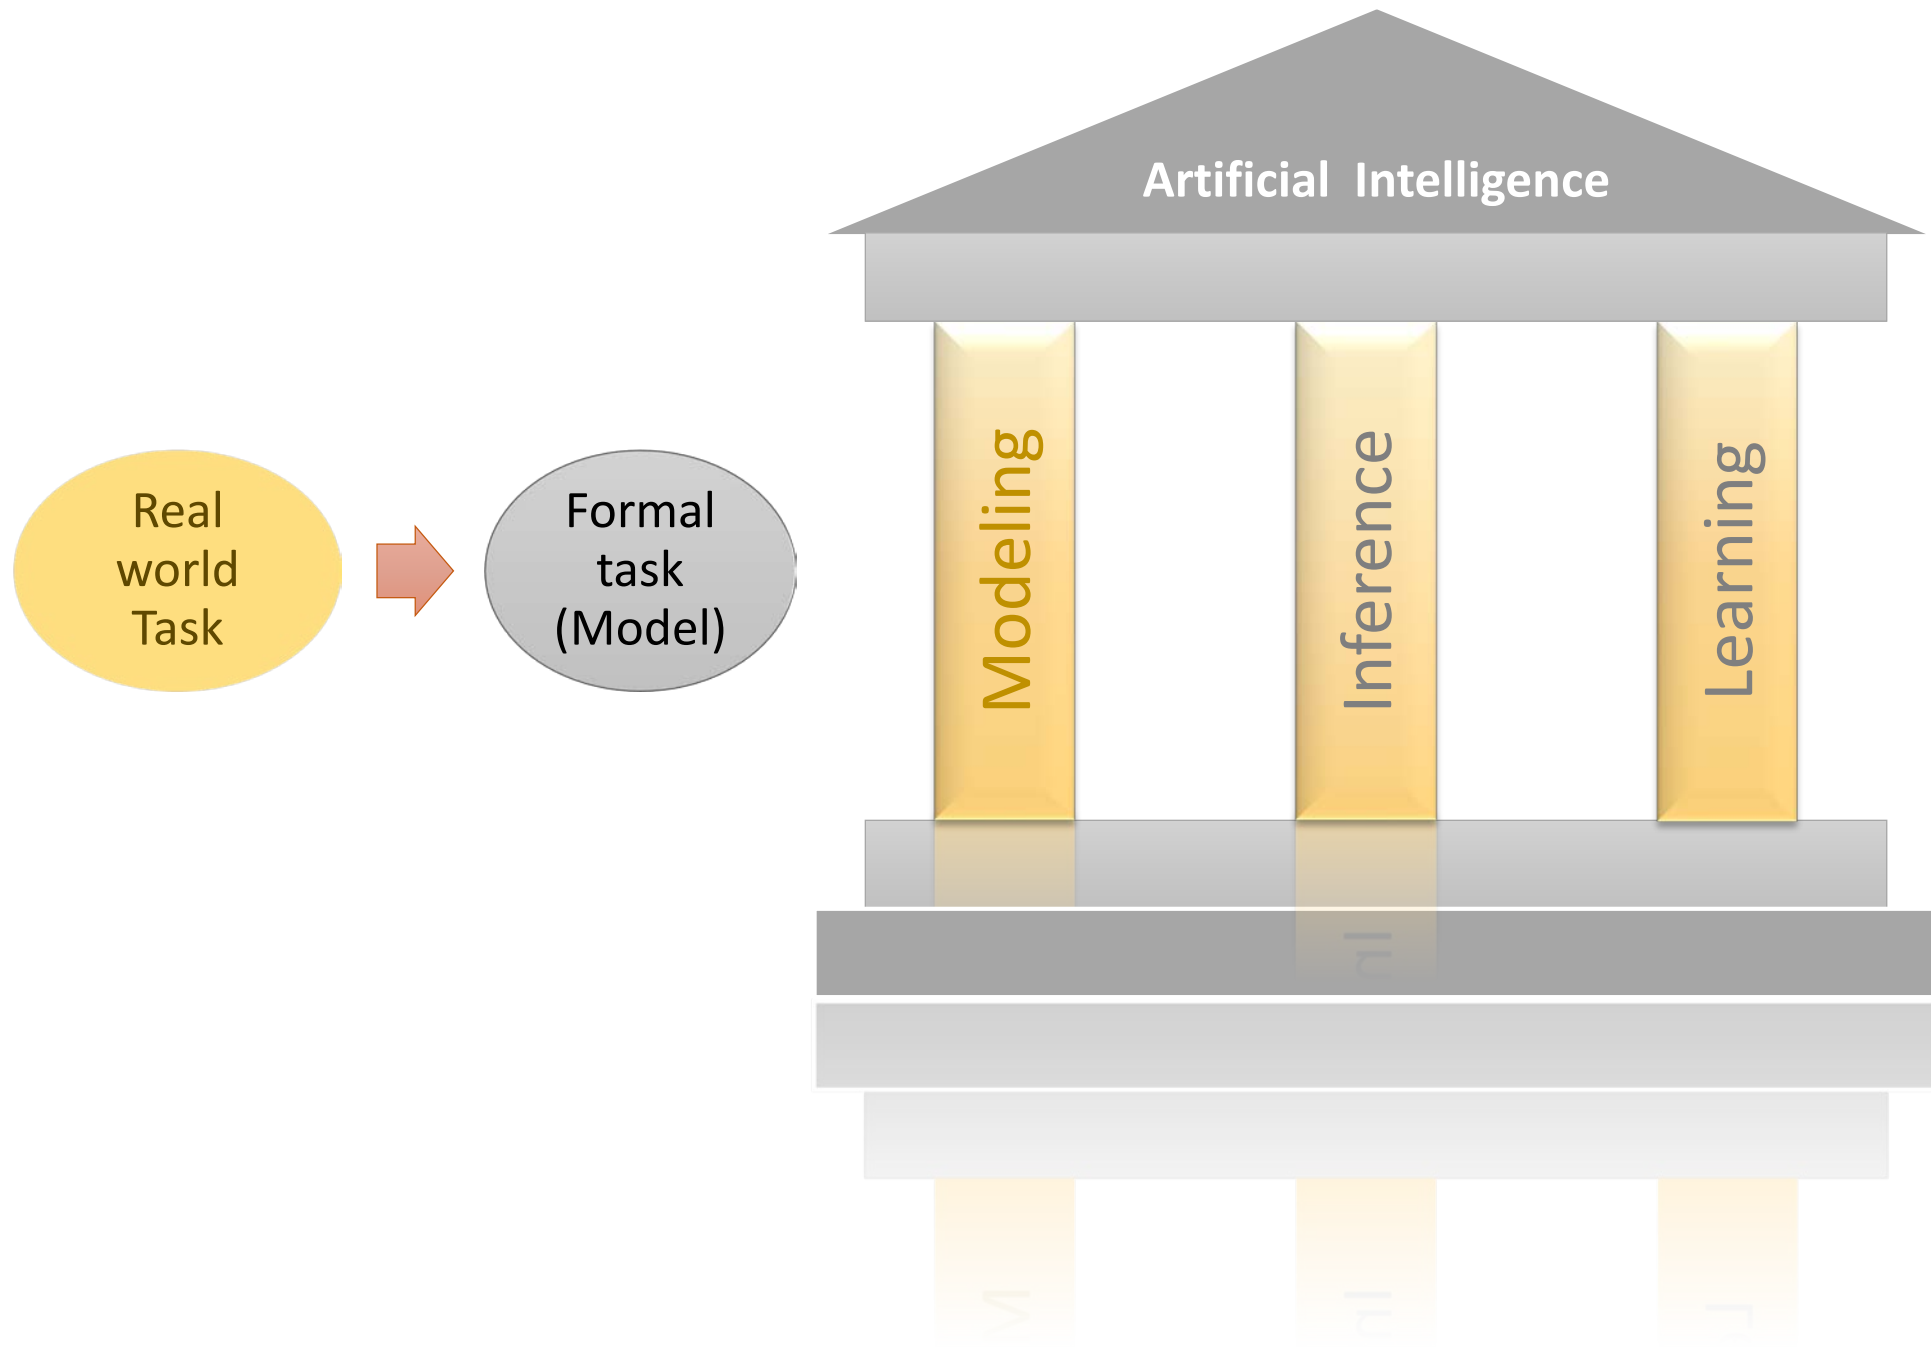 Artificial Intelligence
Real
world
Task
Formal
task
(Model)
Modeling
Inference
Learning